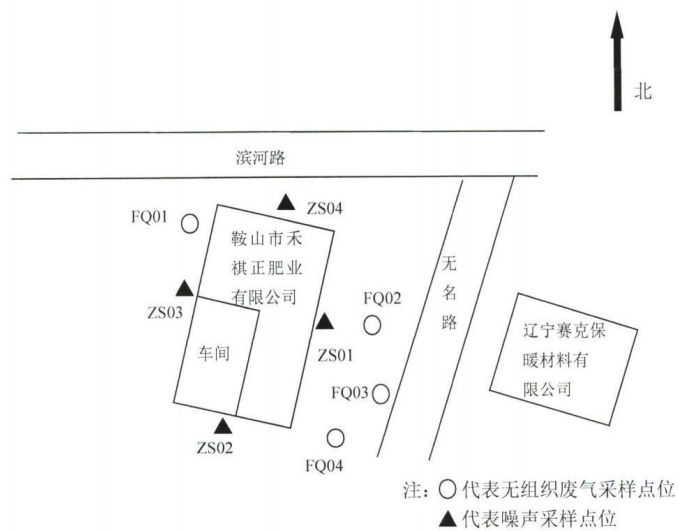 北
滨河路
FQ01
ZS04
鞍山市禾
祺正肥业
有限公司
无
名
路
ZS03
FQ02
ZS01
车间
辽宁赛克保
暖材料有
限公司
FQ03
ZS02
FQ04
注：○代表无组织废气采样点位
▲代表噪声采样点位